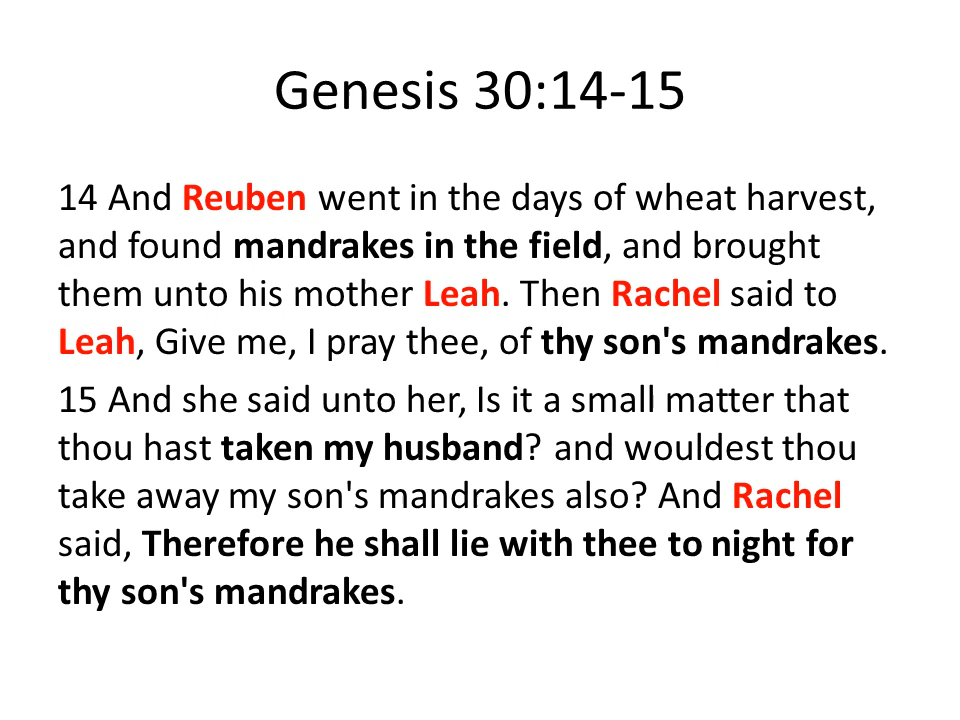 Genesis 30:14-15
14 And Reuben went in the days of wheat harvest,
and found mandrakes in the field, and brought
them unto his mother Leah. Then Rachel said to
Leah, Give me, I pray thee, of thy son's mandrakes.
15 And she said unto her, Is it a small matter that
thou hast taken my husband? and wouldest thou
take away my son's mandrakes also? And Rachel
said, Therefore he shall lie with thee to night for
thy son's mandrakes.